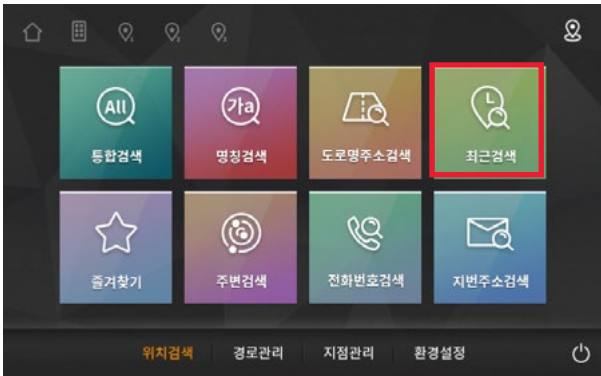 All
가a
통합검색
명칭검색
도로명주소검색
최근검색
즐겨찾기
주변검색
전화번호검색
지번주소검색
위치검색
경로관리
지점관리
환경설정